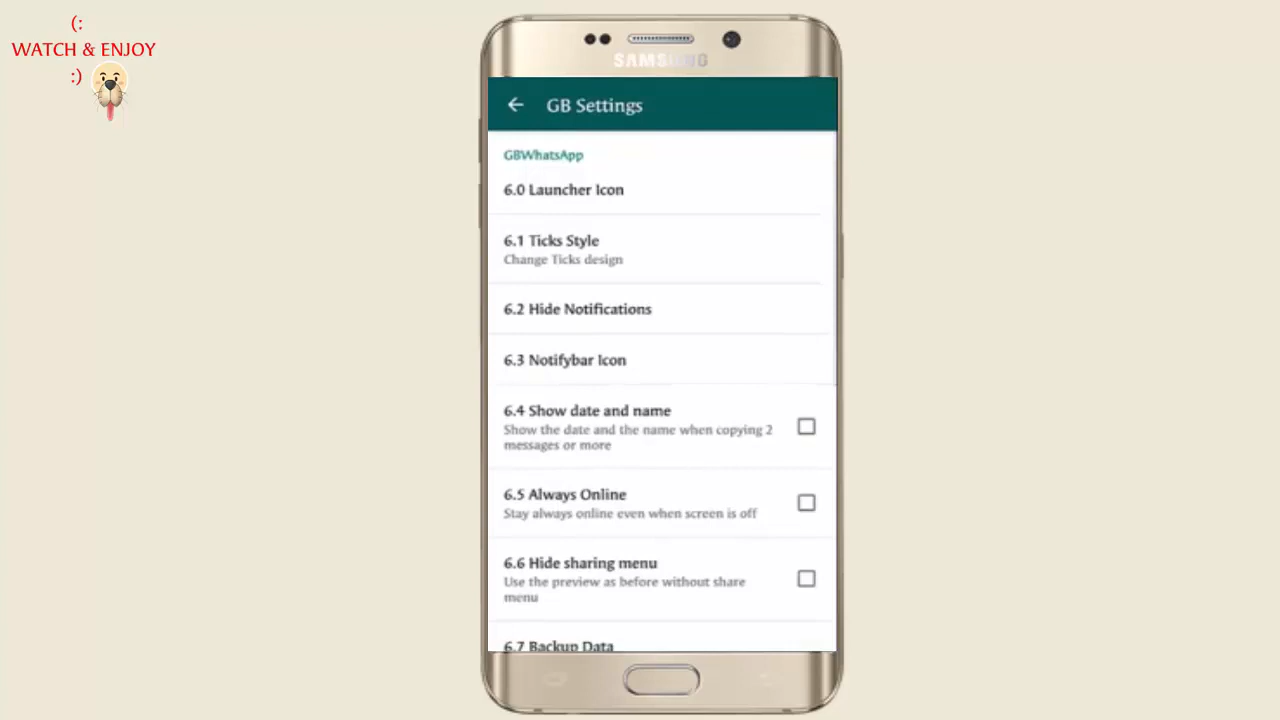 (:
WATCH & ENJOY
:)
SAMSUNG
GB Settings
GBWhatsApp
6.0 Launcher Icon
6.1 Ticks Style
Change Ticks design
6.2 Hide Notifications
6.3 Notifybar Icon
6.4 Show date and name
Show the date and the name when copying 2
messages or more
6.5 Always Online
Stay always online even when screen is off
6.6 Hide sharing menu
Use the preview as before without share
menu
6.7 Backup Data